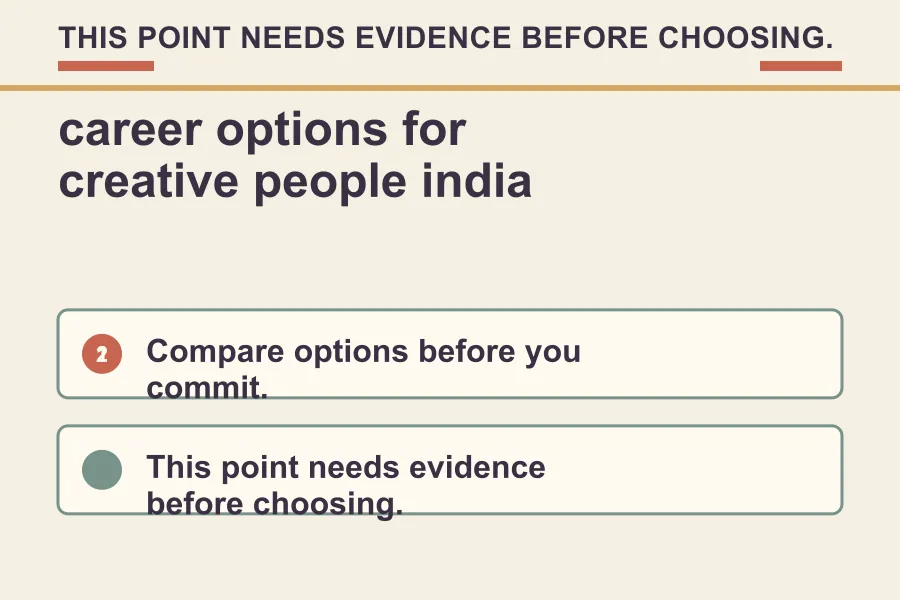 THIS POINT NEEDS EVIDENCE BEFORE CHOOSING.
career options for
creative people india
2 Compare options before you
commit.
This point needs evidence
before choosing.